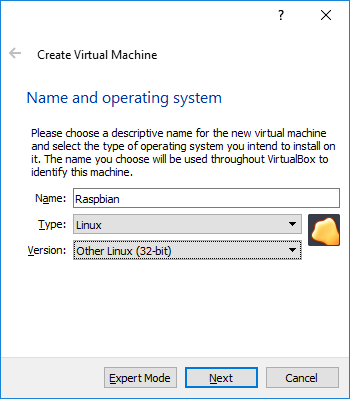 ?
Create Virtual Machine
Name and operating system
Please choose a descriptive name for the new virtual machine
and select the type of operating system you intend to install on
it. The name you choose will be used throughout VirtualBox to
identify this machine.
Name: Raspbian
Type: Linux
Version: Other Linux (32-bit)
Expert Mode Next Cancel